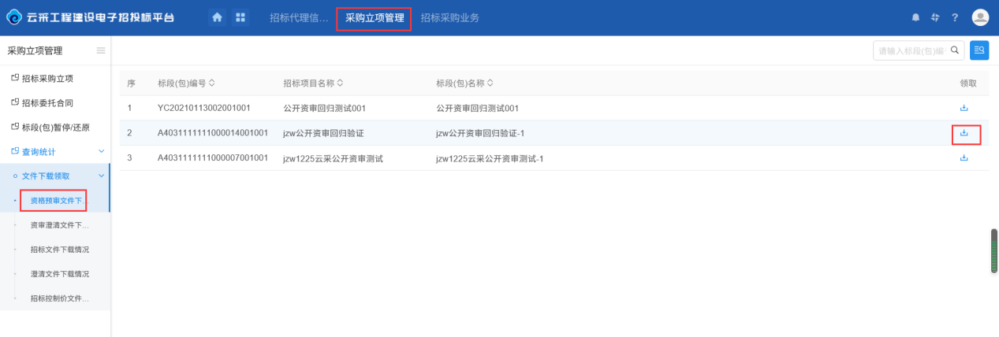 云采工程建设电子招投标平台 招标代理信... 采购立项管理 招标采购业务 ?
采购立项管理
请输入标段(包)编
招标采购立项
招标委托合同
标段(包)暂停/还原
查询统计
文件下载领取
资格预审文件下...
资审澄清文件下...
招标文件下载情况
澄清文件下载情况
招标控制价文件...
序 标段(包)编号 招标项目名称 标段(包)名称 领取
1 YC20210113002001001 公开资审回归测试001 公开资审回归测试001
2 A4031111111000014001001 jzw公开资审回归验证 jzw公开资审回归验证-1
3 A4031111111000007001001 jzw1225云采公开资审测试 jzw1225云采公开资审测试-1